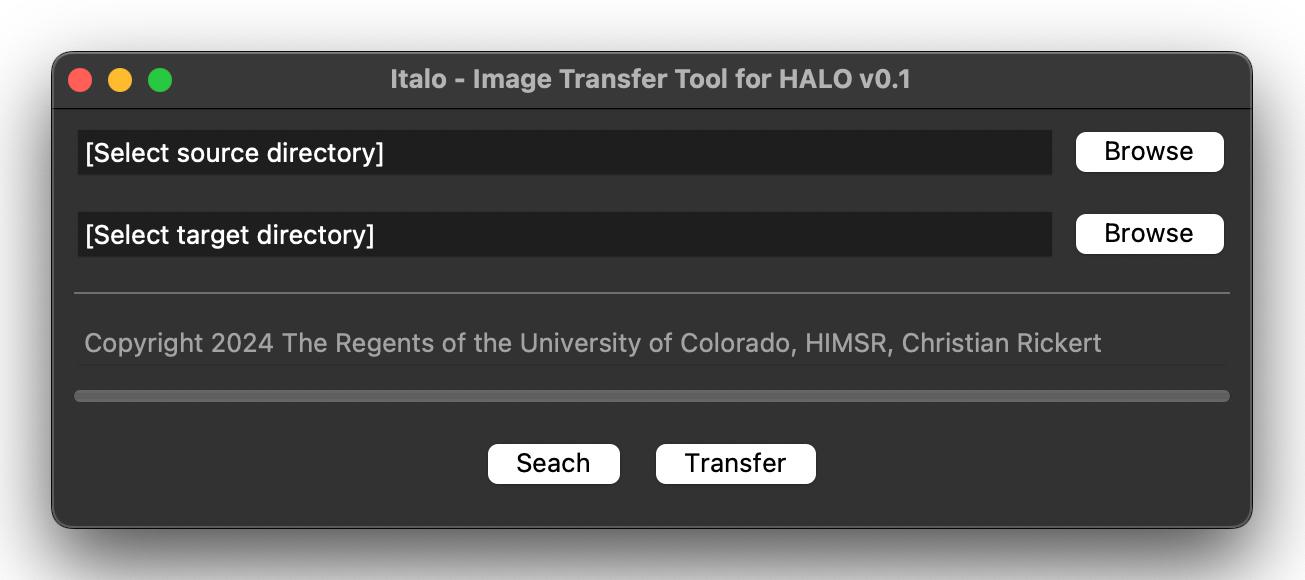 Italo - Image Transfer Tool for HALO v0.1
[Select source directory] Browse
[Select target directory] Browse
Copyright 2024 The Regents of the University of Colorado, HIMSR, Christian Rickert
Seach Transfer